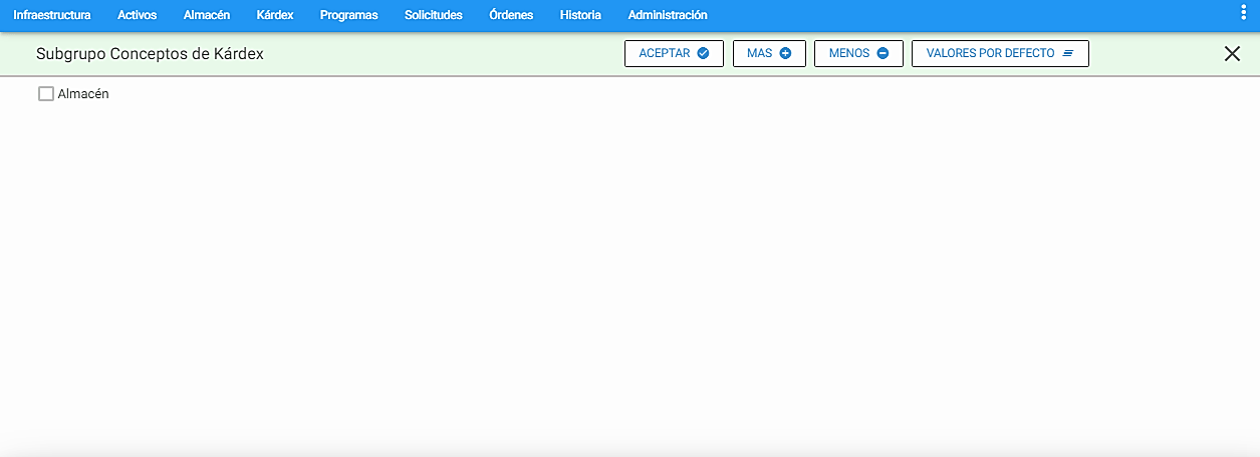 Infraestructura Activos Almacén Kárdex Programas Solicitudes Órdenes Historia Administración
Subgrupo Conceptos de Kárdex ACEPTAR MAS MENOS VALORES POR DEFECTO
Almacén